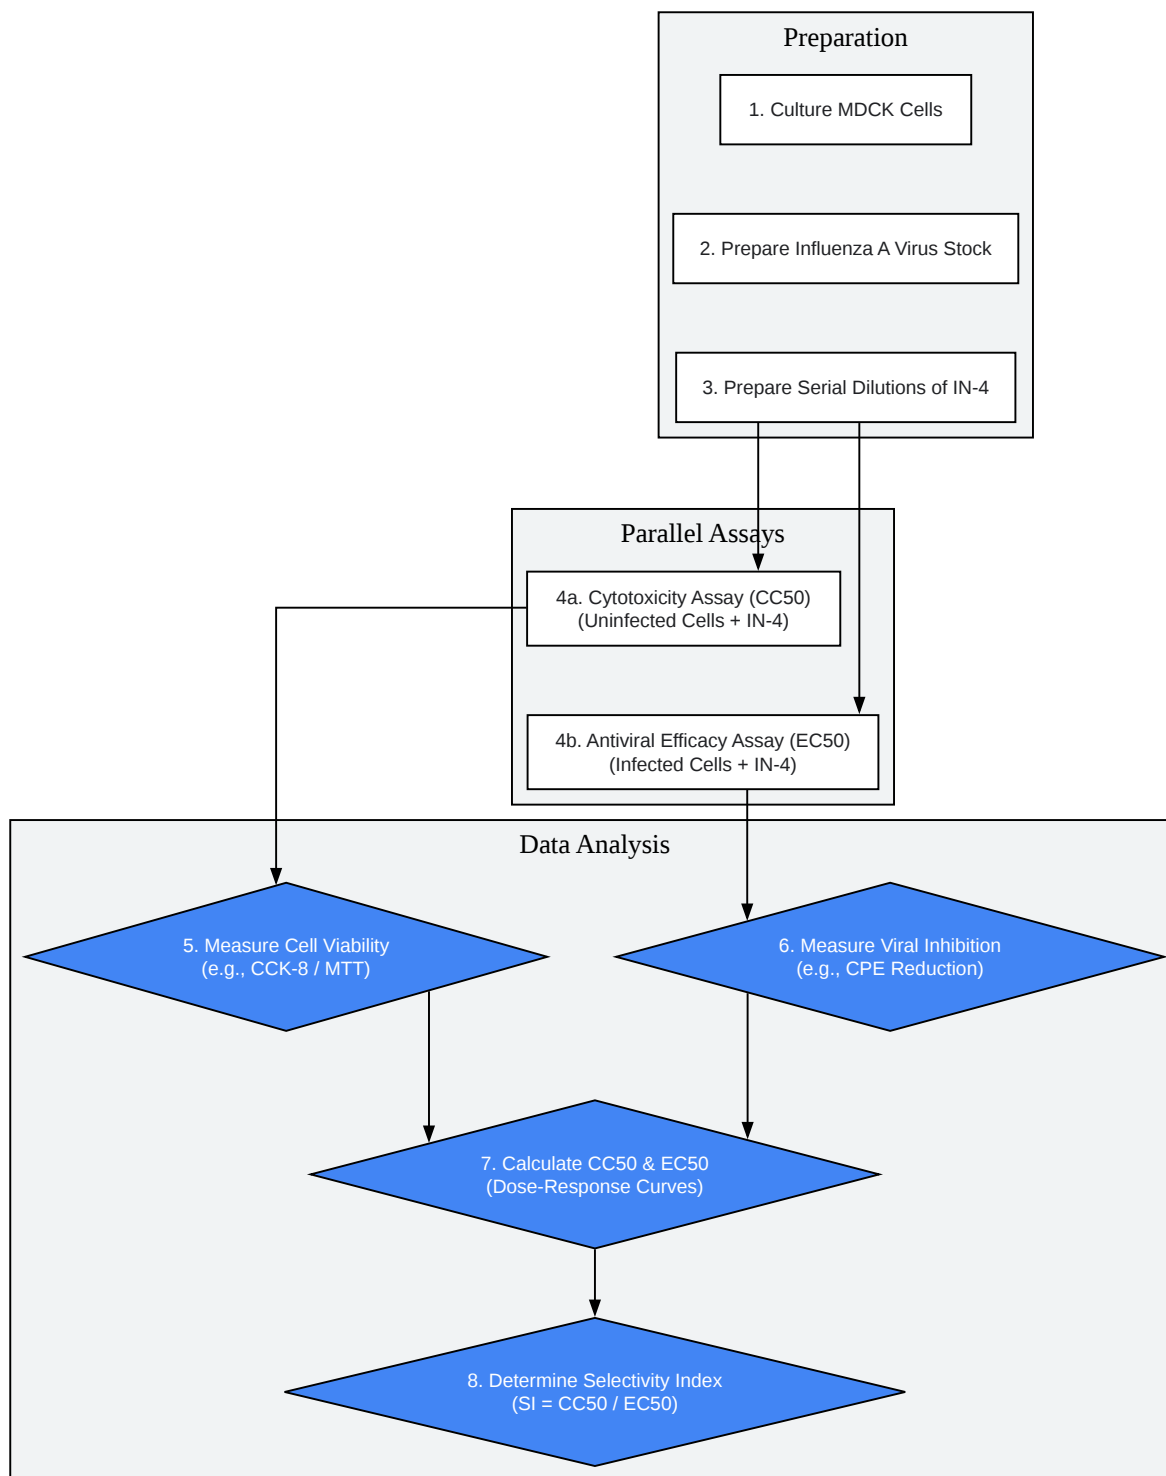 Preparation
1. Culture MDCK Cells
2. Prepare Influenza A Virus Stock
3. Prepare Serial Dilutions of IN-4
Parallel Assays
4a. Cytotoxicity Assay (CC50)
(Uninfected Cells + IN-4)
4b. Antiviral Efficacy Assay (EC50)
(Infected Cells + IN-4)
Data Analysis
5. Measure Cell Viability
(e.g., CCK-8 / MTT)
6. Measure Viral Inhibition
(e.g., CPE Reduction)
7. Calculate CC50 & EC50
(Dose-Response Curves)
8. Determine Selectivity Index
(SI = CC50 / EC50)